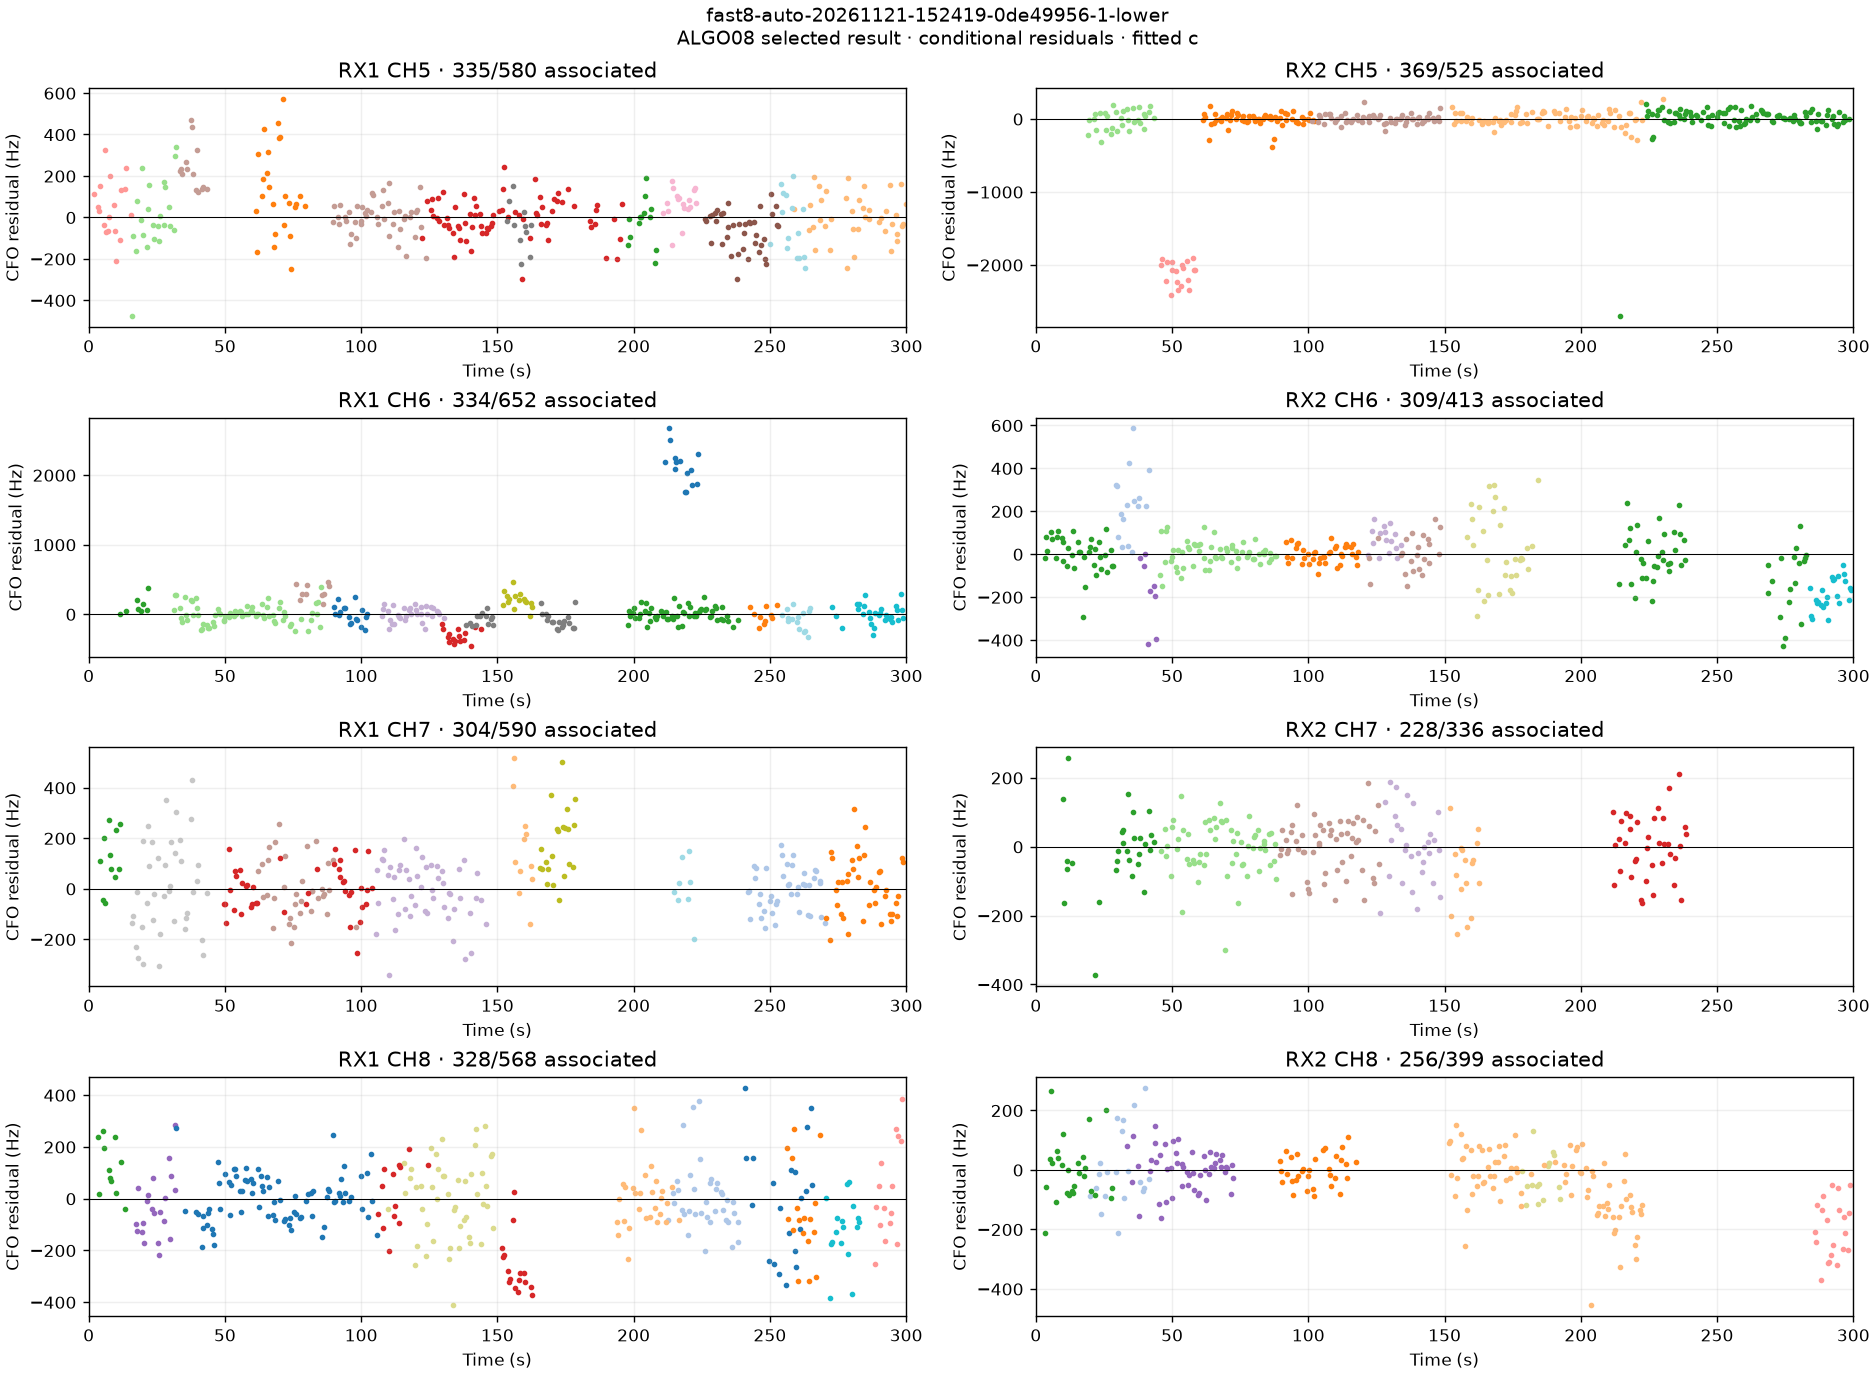 fast8-auto-20261121-152419-0de49956-1-lower
ALGO08 selected result · conditional residuals · fitted c
RX1 CH5 · 335/580 associated
CFO residual (Hz)
600
400
200
0
−200
−400
0 50 100 150 200 250 300
Time (s)
RX2 CH5 · 369/525 associated
CFO residual (Hz)
0
−1000
−2000
0 50 100 150 200 250 300
Time (s)
RX1 CH6 · 334/652 associated
CFO residual (Hz)
2000
1000
0
0 50 100 150 200 250 300
Time (s)
RX2 CH6 · 309/413 associated
CFO residual (Hz)
600
400
200
0
−200
−400
0 50 100 150 200 250 300
Time (s)
RX1 CH7 · 304/590 associated
CFO residual (Hz)
400
200
0
−200
0 50 100 150 200 250 300
Time (s)
RX2 CH7 · 228/336 associated
CFO residual (Hz)
200
0
−200
−400
0 50 100 150 200 250 300
Time (s)
RX1 CH8 · 328/568 associated
CFO residual (Hz)
400
200
0
−200
−400
0 50 100 150 200 250 300
Time (s)
RX2 CH8 · 256/399 associated
CFO residual (Hz)
200
0
−200
−400
0 50 100 150 200 250 300
Time (s)